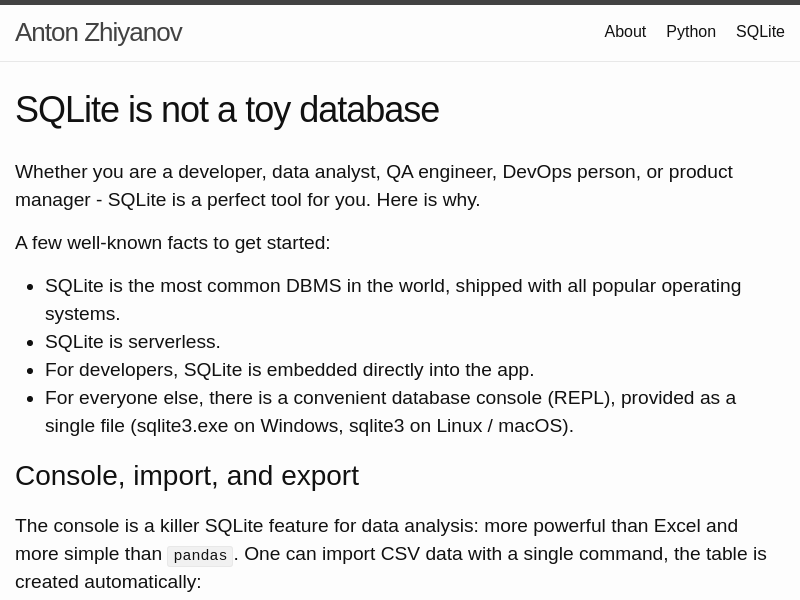 Anton Zhiyanov
About Python SQLite
SQLite is not a toy database
Whether you are a developer, data analyst, QA engineer, DevOps person, or product
manager - SQLite is a perfect tool for you. Here is why.
A few well-known facts to get started:
• SQLite is the most common DBMS in the world, shipped with all popular operating
systems.
• SQLite is serverless.
• For developers, SQLite is embedded directly into the app.
• For everyone else, there is a convenient database console (REPL), provided as a
single file (sqlite3.exe on Windows, sqlite3 on Linux / macOS).
Console, import, and export
The console is a killer SQLite feature for data analysis: more powerful than Excel and
more simple than pandas. One can import CSV data with a single command, the table is
created automatically: